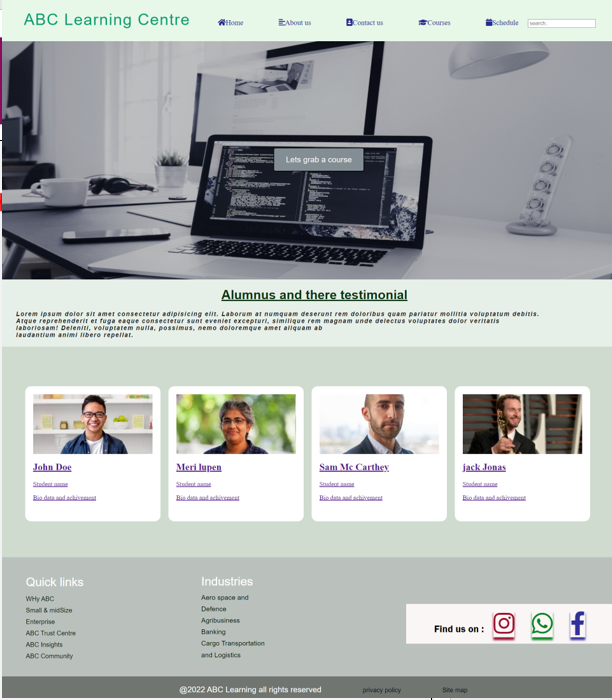 ABC Learning Centre
Home
About us
Contact us
Courses
Schedule
search.
Lets grab a course
Alumnus and there testimonial
Lorem ipsum dolor sit amet consectetur adipisicing elit. Laborum at numquam deserunt rem doloribus quam pariatur mollitia voluptatum debitis.
Atque reprehenderit et fuga eaque consectetur sunt eveniet excepturi, similique rem magnam unde delectus voluptates dolor veritatis
laboriosam! Deleniti, voluptatem nulla, possimus, nemo doloremque amet aliquam ab
laudantium animi libero repellat.
John Doe
Student name
Bio data and achivement
Meri lupen
Student name
Bio data and achivement
Sam Mc Carthey
Student name
Bio data and achivement
jack Jonas
Student name
Bio data and achivement
Quick links
WHy ABC
Small & midSize
Enterprise
ABC Trust Centre
ABC Insights
ABC Community
Industries
Aero space and
Defence
Agribusiness
Banking
Cargo Transportation
and Logistics
Find us on :
@2022 ABC Learning all rights reserved
privacy policy
Site map